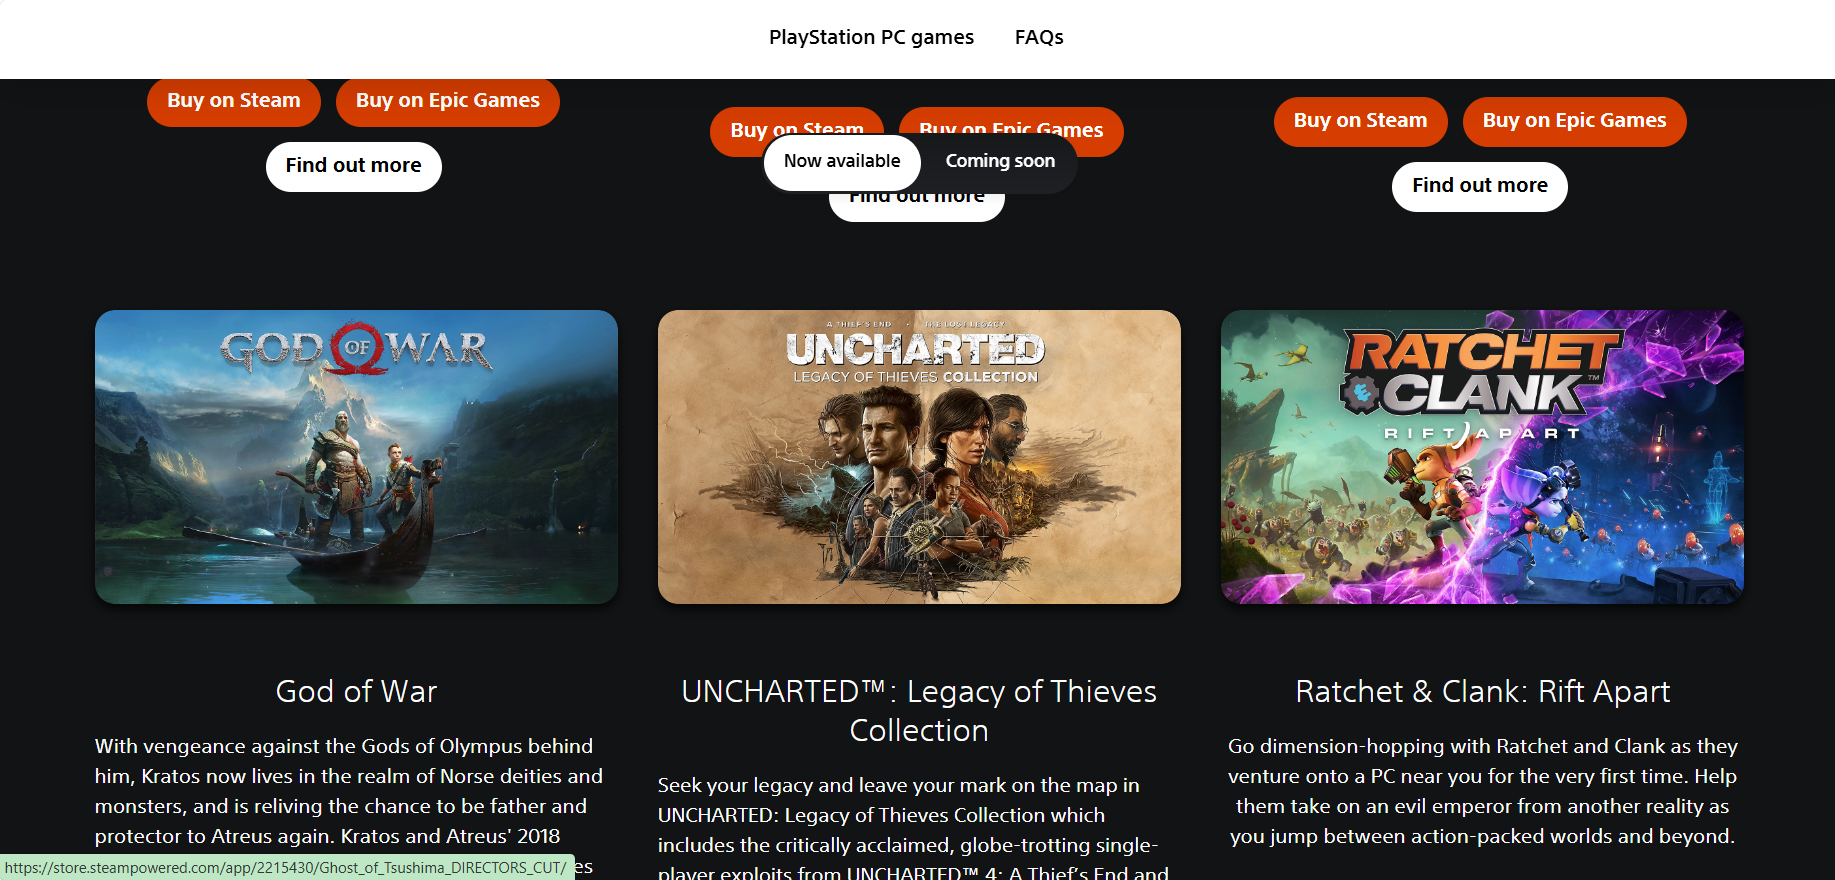 PlayStation PC games
FAQs
Buy on Steam
Buy on Epic Games
Find out more
Buy on Steam
Buy on Epic Games
Now available
Coming soon
Find out more
Buy on Steam
Buy on Epic Games
Find out more
GOD OF WAR
A THIEF'S END • THE LOST LEGACY
UNCHARTED
LEGACY OF THIEVES COLLECTION
RATCHET
& CLANK™
RIFT APART
God of War
With vengeance against the Gods of Olympus behind
him, Kratos now lives in the realm of Norse deities and
monsters, and is reliving the chance to be father and
protector to Atreus again. Kratos and Atreus' 2018
es
UNCHARTED™: Legacy of Thieves
Collection
Seek your legacy and leave your mark on the map in
UNCHARTED: Legacy of Thieves Collection which
includes the critically acclaimed, globe-trotting single-
player exploits from UNCHARTED™ 4: A Thief's End and
Ratchet & Clank: Rift Apart
Go dimension-hopping with Ratchet and Clank as they
venture onto a PC near you for the very first time. Help
them take on an evil emperor from another reality as
you jump between action-packed worlds and beyond.
https://store.steampowered.com/app/2215430/Ghost_of_Tsushima_DIRECTORS_CUT/